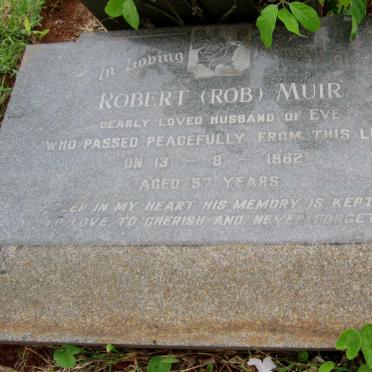 In Loving
ROBERT (ROB) MUIR
DEARLY LOVED HUSBAND OF EVE
WHO PASSED PEACEFULLY FROM THIS
ON 13 - 8 - 1962
AGED 57 YEARS
IN MY HEART HIS MEMORY IS KEPT
TO LOVE, TO CHERISH AND NEVER FORGET